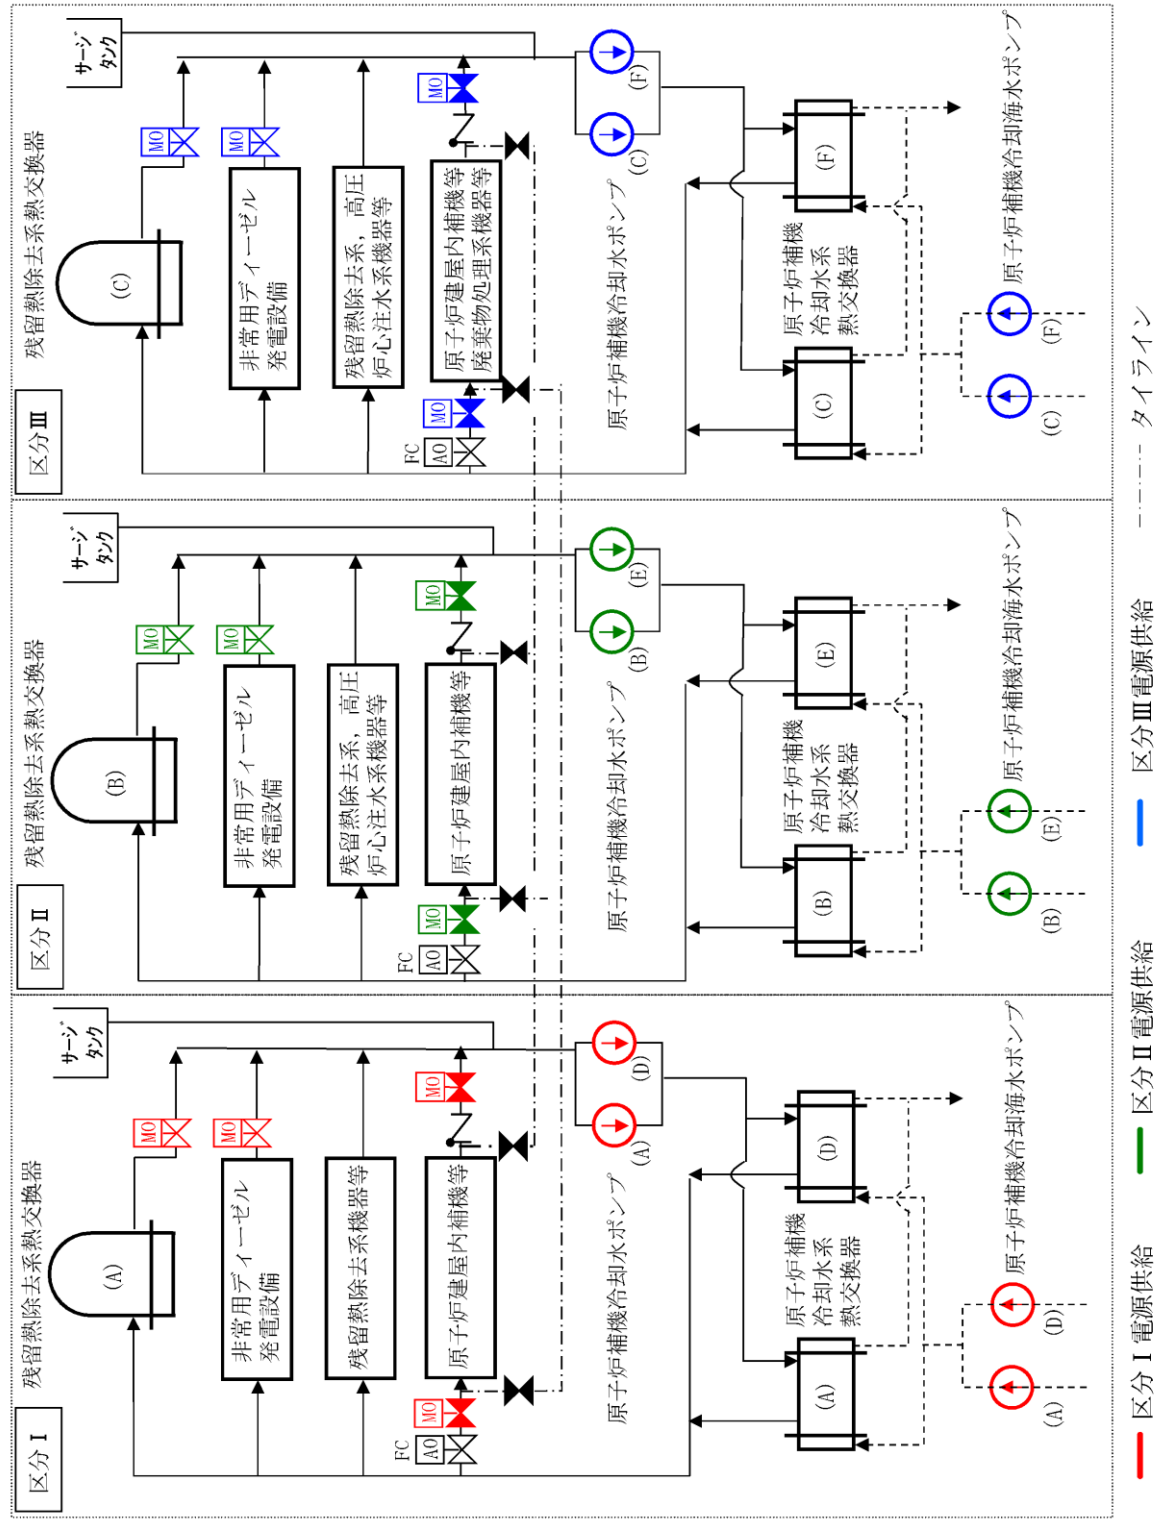 区分Ⅰ
残留熱除去系熱交換器
サージ
タンク
(A)
MO
非常用ディーゼル
発電設備
MO
残留熱除去系機器等
FC
AO
MO
原子炉建屋内補機等
MO
原子炉補機冷却水ポンプ
(A)
(D)
原子炉補機
冷却水系
熱交換器
(A)
(D)
原子炉補機冷却海水ポンプ
(A)
(D)
区分Ⅱ
残留熱除去系熱交換器
サージ
タンク
(B)
MO
非常用ディーゼル
発電設備
MO
残留熱除去系，高圧
炉心注水系機器等
FC
AO
MO
原子炉建屋内補機等
MO
原子炉補機冷却水ポンプ
(B)
(E)
原子炉補機
冷却水系
熱交換器
(B)
(E)
原子炉補機冷却海水ポンプ
(B)
(E)
区分Ⅲ
残留熱除去系熱交換器
サージ
タンク
(C)
MO
非常用ディーゼル
発電設備
MO
残留熱除去系，高圧
炉心注水系機器等
FC
AO
MO
原子炉建屋内補機等
廃棄物処理系機器等
MO
原子炉補機冷却水ポンプ
(C)
(F)
原子炉補機
冷却水系
熱交換器
(C)
(F)
原子炉補機冷却海水ポンプ
(C)
(F)
区分Ⅰ電源供給
区分Ⅱ電源供給
区分Ⅲ電源供給
タイライン